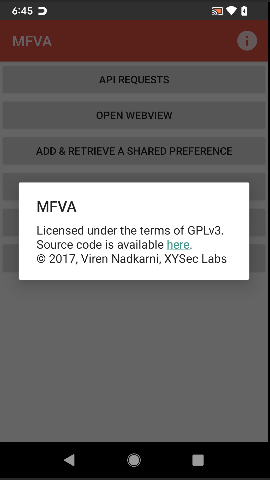 6:45
MFVA
API REQUESTS
OPEN WEBVIEW
ADD & RETRIEVE A SHARED PREFERENCE
MFVA
Licensed under the terms of GPLv3.
Source code is available here.
© 2017, Viren Nadkarni, XYSec Labs